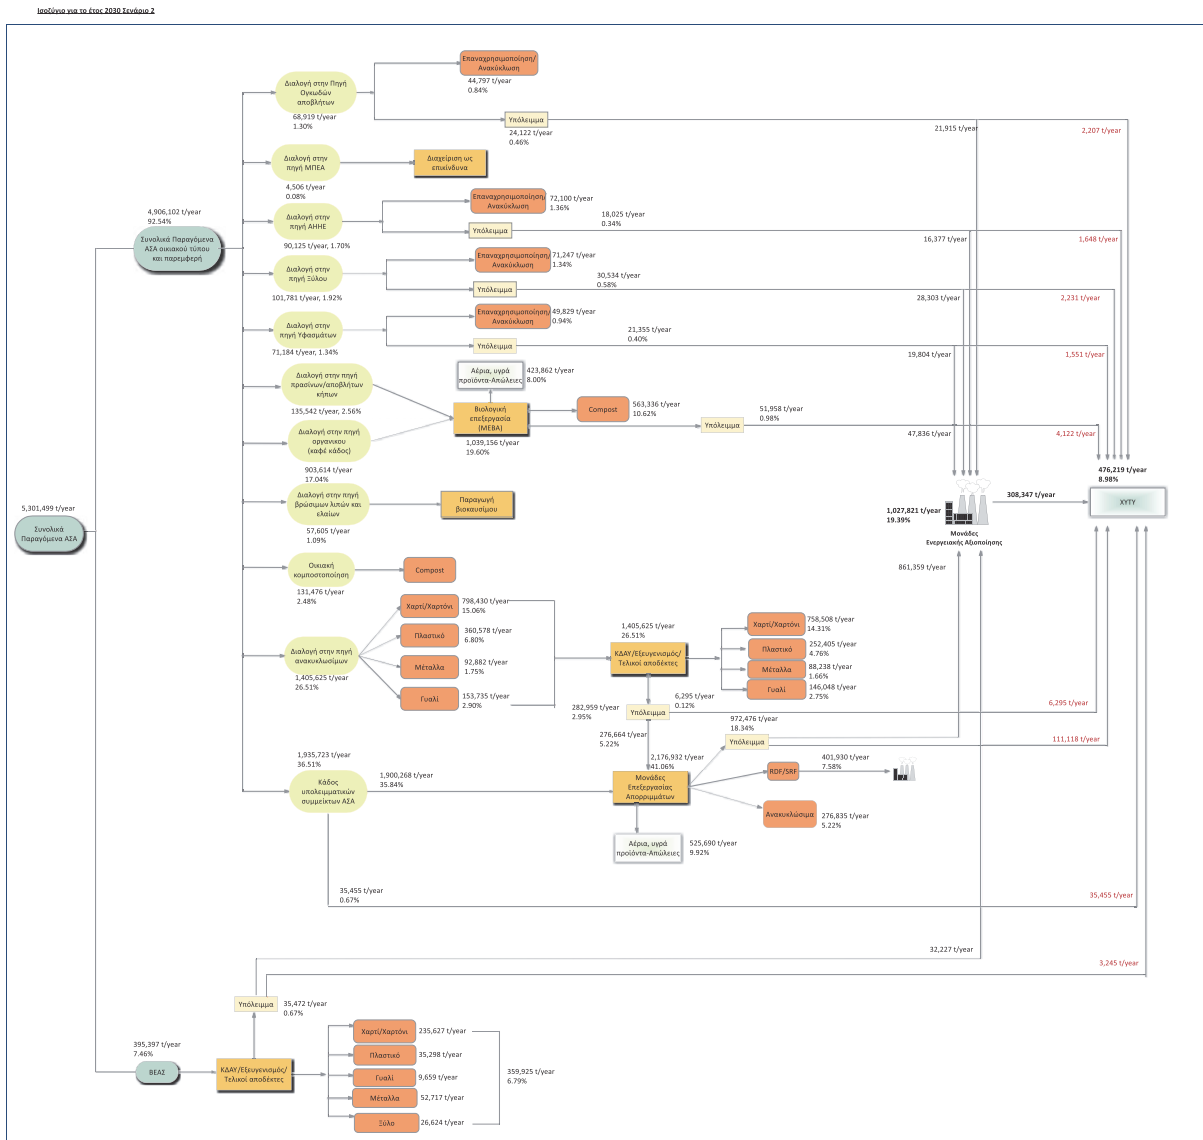 Ισοζύγιο για το έτος 2030 Σενάριο 2
Επαναχρησιμοποίηση/
Ανακύκλωση
44,797 t/year
0.84%
Διαλογή στην Πηγή
Ογκωδών
αποβλήτων
68,919 t/year
1.30%
Υπόλειμμα
24,122 t/year
0.46%
21,915 t/year
2,207 t/year
Διαλογή στην
πηγή ΜΠΕΑ
4,506 t/year
0.08%
Διαχείριση ως
επικίνδυνα
4,906,102 t/year
92.54%
Συνολικά Παραγόμενα
ΑΣΑ οικιακού τύπου
και παρεμφερή
Διαλογή στην
πηγή ΑΗΗΕ
90,125 t/year, 1.70%
Επαναχρησιμοποίηση/
Ανακύκλωση
72,100 t/year
1.36%
Υπόλειμμα
18,025 t/year
0.34%
16,377 t/year
1,648 t/year
Διαλογή στην
πηγή Ξύλου
101,781 t/year, 1.92%
Επαναχρησιμοποίηση/
Ανακύκλωση
71,247 t/year
1.34%
Υπόλειμμα
30,534 t/year
0.58%
28,303 t/year
2,231 t/year
Διαλογή στην
πηγή Υφασμάτων
71,184 t/year, 1.34%
Επαναχρησιμοποίηση/
Ανακύκλωση
49,829 t/year
0.94%
Υπόλειμμα
21,355 t/year
0.40%
19,804 t/year
1,551 t/year
Διαλογή στην πηγή
πρασίνων/αποβλήτων
κήπων
135,542 t/year, 2.56%
Αέρια, υγρά
προϊόντα-Απώλειες
423,862 t/year
8.00%
Βιολογική
επεξεργασία
(ΜΕΒΑ)
1,039,156 t/year
19.60%
Compost
563,336 t/year
10.62%
Υπόλειμμα
51,958 t/year
0.98%
47,836 t/year
4,122 t/year
Διαλογή στην πηγή
οργανικου
(καφέ κάδος)
903,614 t/year
17.04%
476,219 t/year
8.98%
ΧΥΤΥ
308,347 t/year
1,027,821 t/year
19.39%
Μονάδες
Ενεργειακής Αξιοποίησης
Διαλογή στην πηγή
βρώσιμων λιπών και
ελαίων
57,605 t/year
1.09%
Παραγωγή
βιοκαυσίμου
5,301,499 t/year
Συνολικά
Παραγόμενα ΑΣΑ
Οικιακή
κομποστοποίηση
131,476 t/year
2.48%
Compost
861,359 t/year
Διαλογή στην πηγή
ανακυκλωσίμων
1,405,625 t/year
26.51%
Χαρτί/Χαρτόνι
798,430 t/year
15.06%
Πλαστικό
360,578 t/year
6.80%
Μέταλλα
92,882 t/year
1.75%
Γυαλί
153,735 t/year
2.90%
1,405,625 t/year
26.51%
ΚΔΑΥ/Εξευγενισμός/
Τελικοί αποδέκτες
Χαρτί/Χαρτόνι
758,508 t/year
14.31%
Πλαστικό
252,405 t/year
4.76%
Μέταλλα
88,238 t/year
1.66%
Γυαλί
146,048 t/year
2.75%
282,959 t/year
2.95%
Υπόλειμμα
6,295 t/year
0.12%
6,295 t/year
276,664 t/year
5.22%
972,476 t/year
18.34%
Υπόλειμμα
111,118 t/year
1,935,723 t/year
36.51%
Κάδος
υπολειμματικών
σύμμεικτων ΑΣΑ
1,900,268 t/year
35.84%
2,176,932 t/year
41.06%
Μονάδες
Επεξεργασίας
Απορριμμάτων
RDF/SRF
401,930 t/year
7.58%
Ανακυκλώσιμα
276,835 t/year
5.22%
Αέρια, υγρά
προϊόντα-Απώλειες
525,690 t/year
9.92%
35,455 t/year
0.67%
35,455 t/year
32,227 t/year
3,245 t/year
Υπόλειμμα
35,472 t/year
0.67%
395,397 t/year
7.46%
ΒΕΑΣ
ΚΔΑΥ/Εξευγενισμός/
Τελικοί αποδέκτες
Χαρτί/Χαρτόνι
235,627 t/year
Πλαστικό
35,298 t/year
Γυαλί
9,659 t/year
Μέταλλα
52,717 t/year
Ξύλο
26,624 t/year
359,925 t/year
6.79%